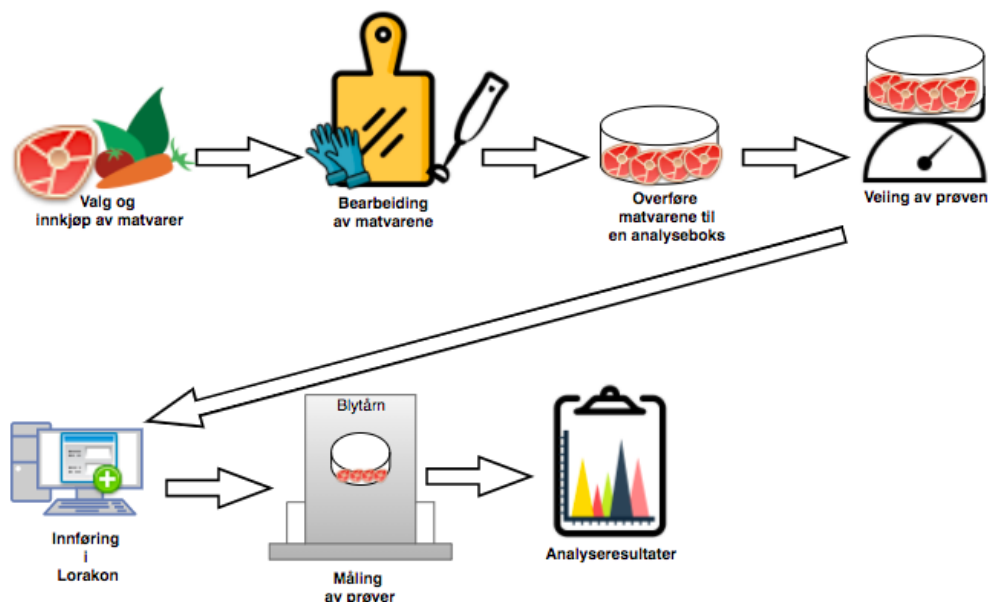 Valg og
innkjøp av matvarer
Bearbeiding
av matvarene
Overføre
matvarene til
en analyseboks
Veiing av prøven
Innføring
i
Lorakon
Blytårn
Måling
av prøver
Analyseresultater